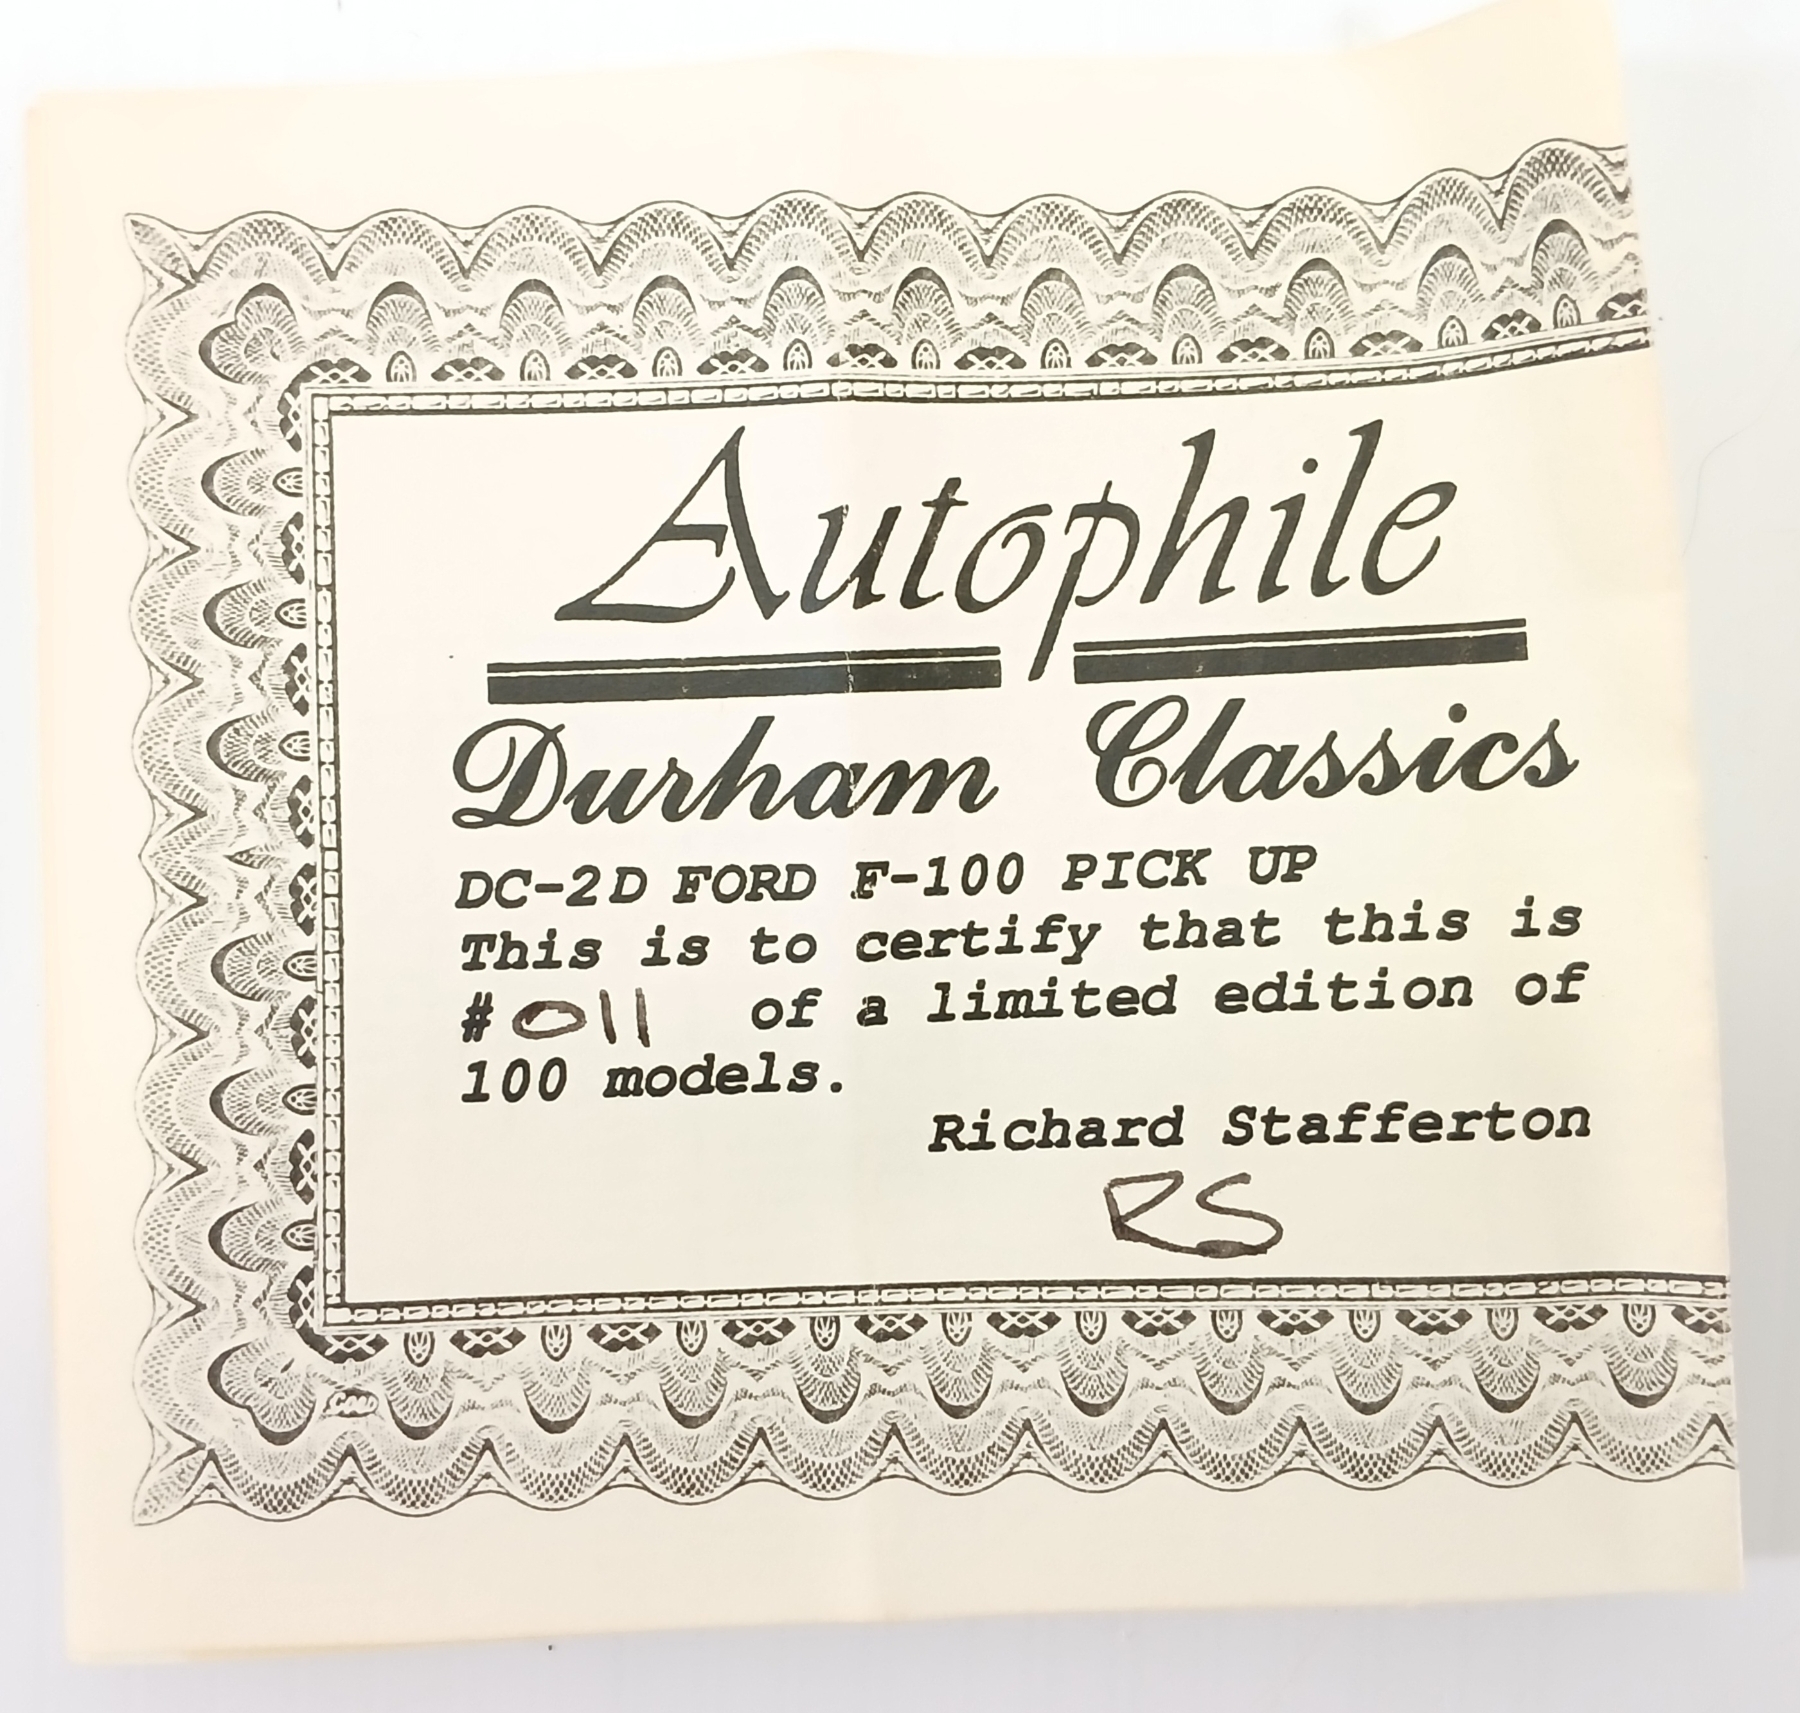 Autophile
Durham Classics
DC-2D FORD F-100 PICK UP
This is to certify that this is
#011 of a limited edition of
100 models.
Richard Stafferton
RS